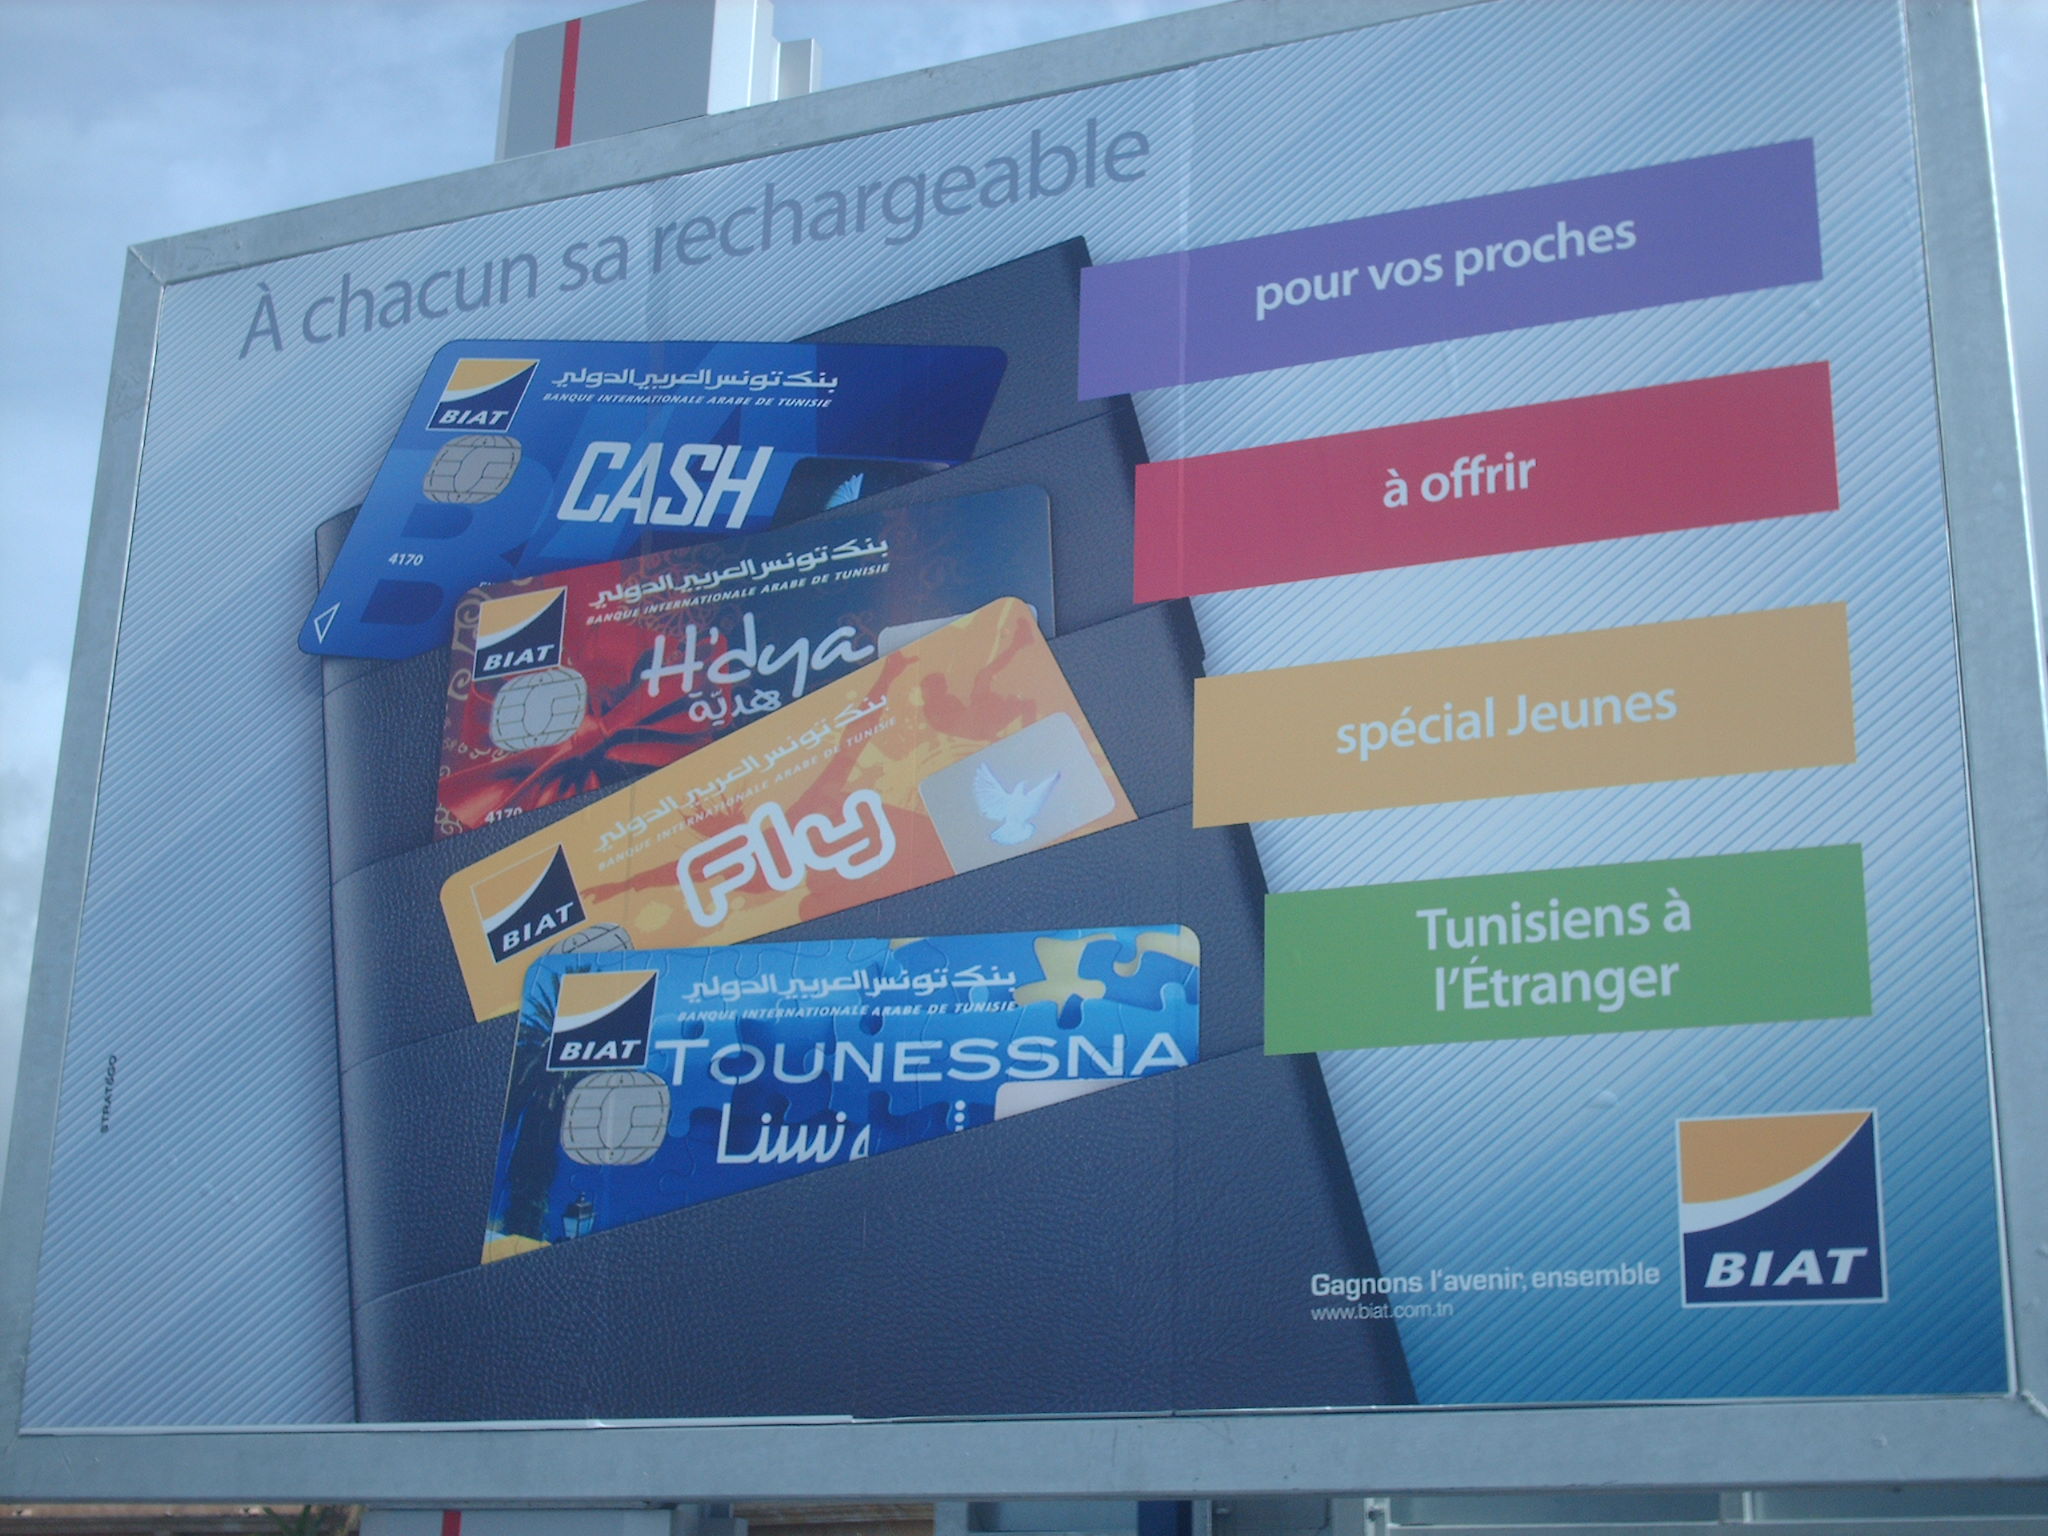 À chacun sa rechargeable
pour vos proches
à offrir
spécial Jeunes
Tunisiens à
l'Étranger
BIAT
بنك تونس العربي الدولي
BANQUE INTERNATIONALE ARABE DE TUNISIE
CASH
4170
BIAT
بنك تونس العربي الدولي
BANQUE INTERNATIONALE ARABE DE TUNISIE
H'dya
هديّة
4170
BIAT
بنك تونس العربي الدولي
BANQUE INTERNATIONALE ARABE DE TUNISIE
Fly
BIAT
بنك تونس العربي الدولي
BANQUE INTERNATIONALE ARABE DE TUNISIE
TOUNESSNA
STRATÉGO
Gagnons l'avenir, ensemble
www.biat.com.tn
BIAT